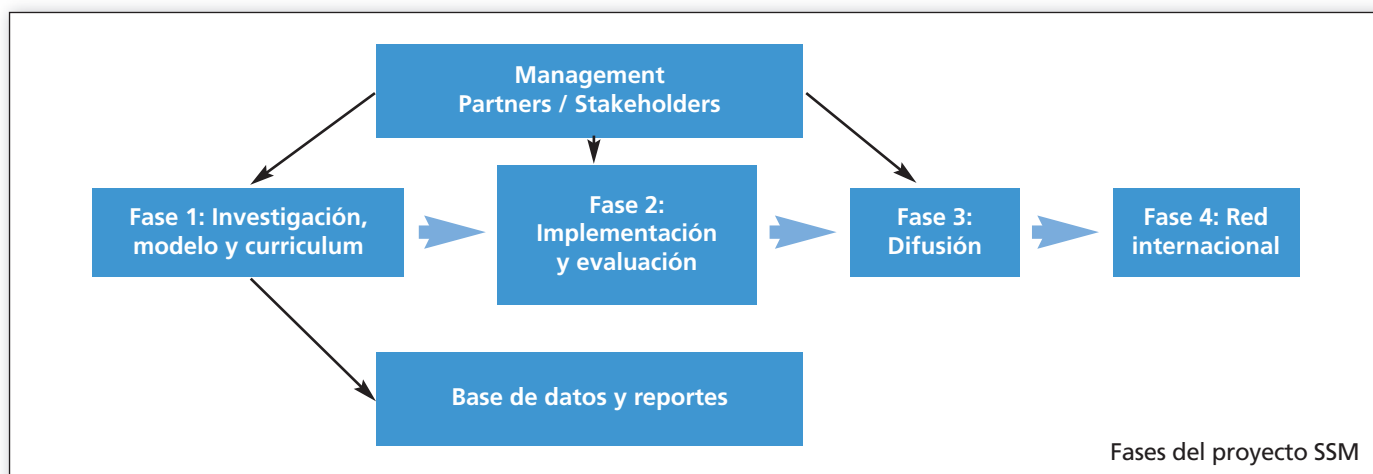 Management
Partners / Stakeholders
Fase 1: Investigación,
modelo y curriculum
Fase 2:
Implementación
y evaluación
Fase 3:
Difusión
Fase 4: Red
internacional
Base de datos y reportes
Fases del proyecto SSM